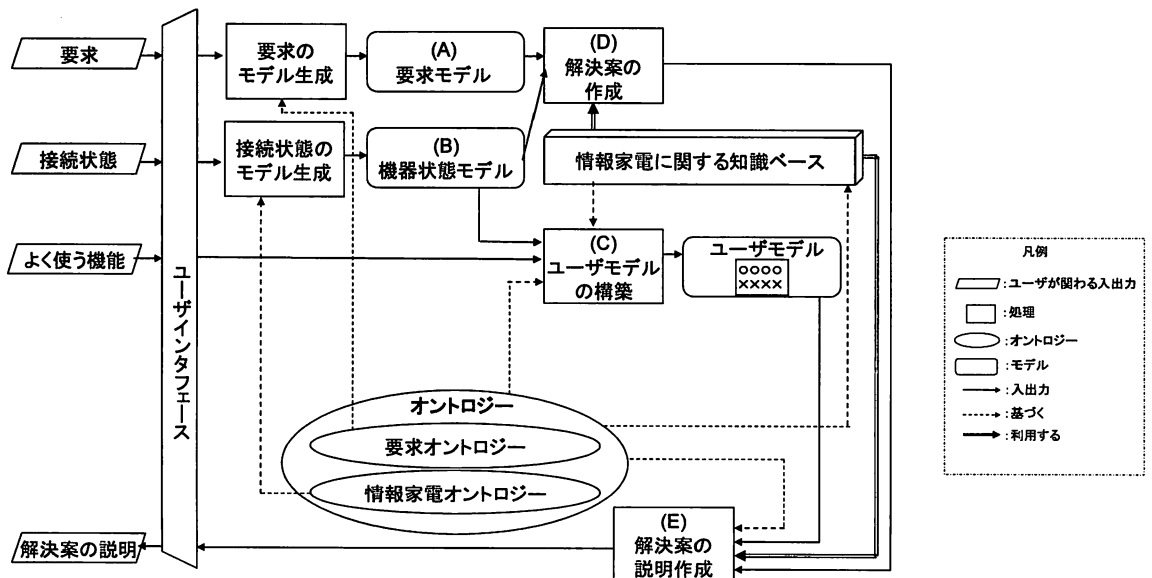 要求
要求の
モデル生成
(A)
要求モデル
(D)
解決案の
作成
接続状態
接続状態の
モデル生成
(B)
機器状態モデル
情報家電に関する知識ベース
よく使う機能
(C)
ユーザモデル
の構築
ユーザモデル
○○○○
××××
ユーザインタフェース
オントロジー
要求オントロジー
情報家電オントロジー
解決案の説明
(E)
解決案の
説明作成
凡例
:ユーザが関わる入出力
:処理
:オントロジー
:モデル
:入出力
:基づく
:利用する